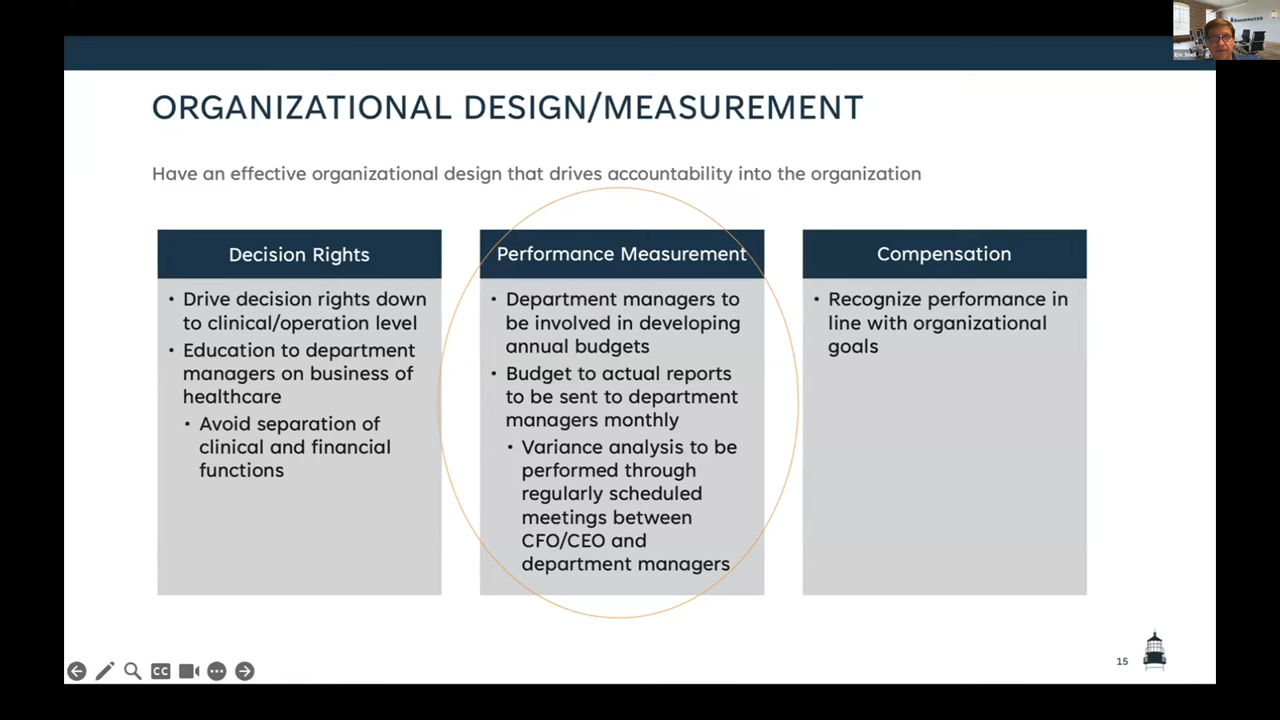 ORGANIZATIONAL DESIGN/MEASUREMENT
Have an effective organizational design that drives accountability into the organization
Decision Rights
• Drive decision rights down
to clinical/operation level
• Education to department
managers on business of
healthcare
• Avoid separation of
clinical and financial
functions
Performance Measurement
• Department managers to
be involved in developing
annual budgets
• Budget to actual reports
to be sent to department
managers monthly
• Variance analysis to be
performed through
regularly scheduled
meetings between
CFO/CEO and
department managers
Compensation
• Recognize performance in
line with organizational
goals
15
CC
Eric Shell